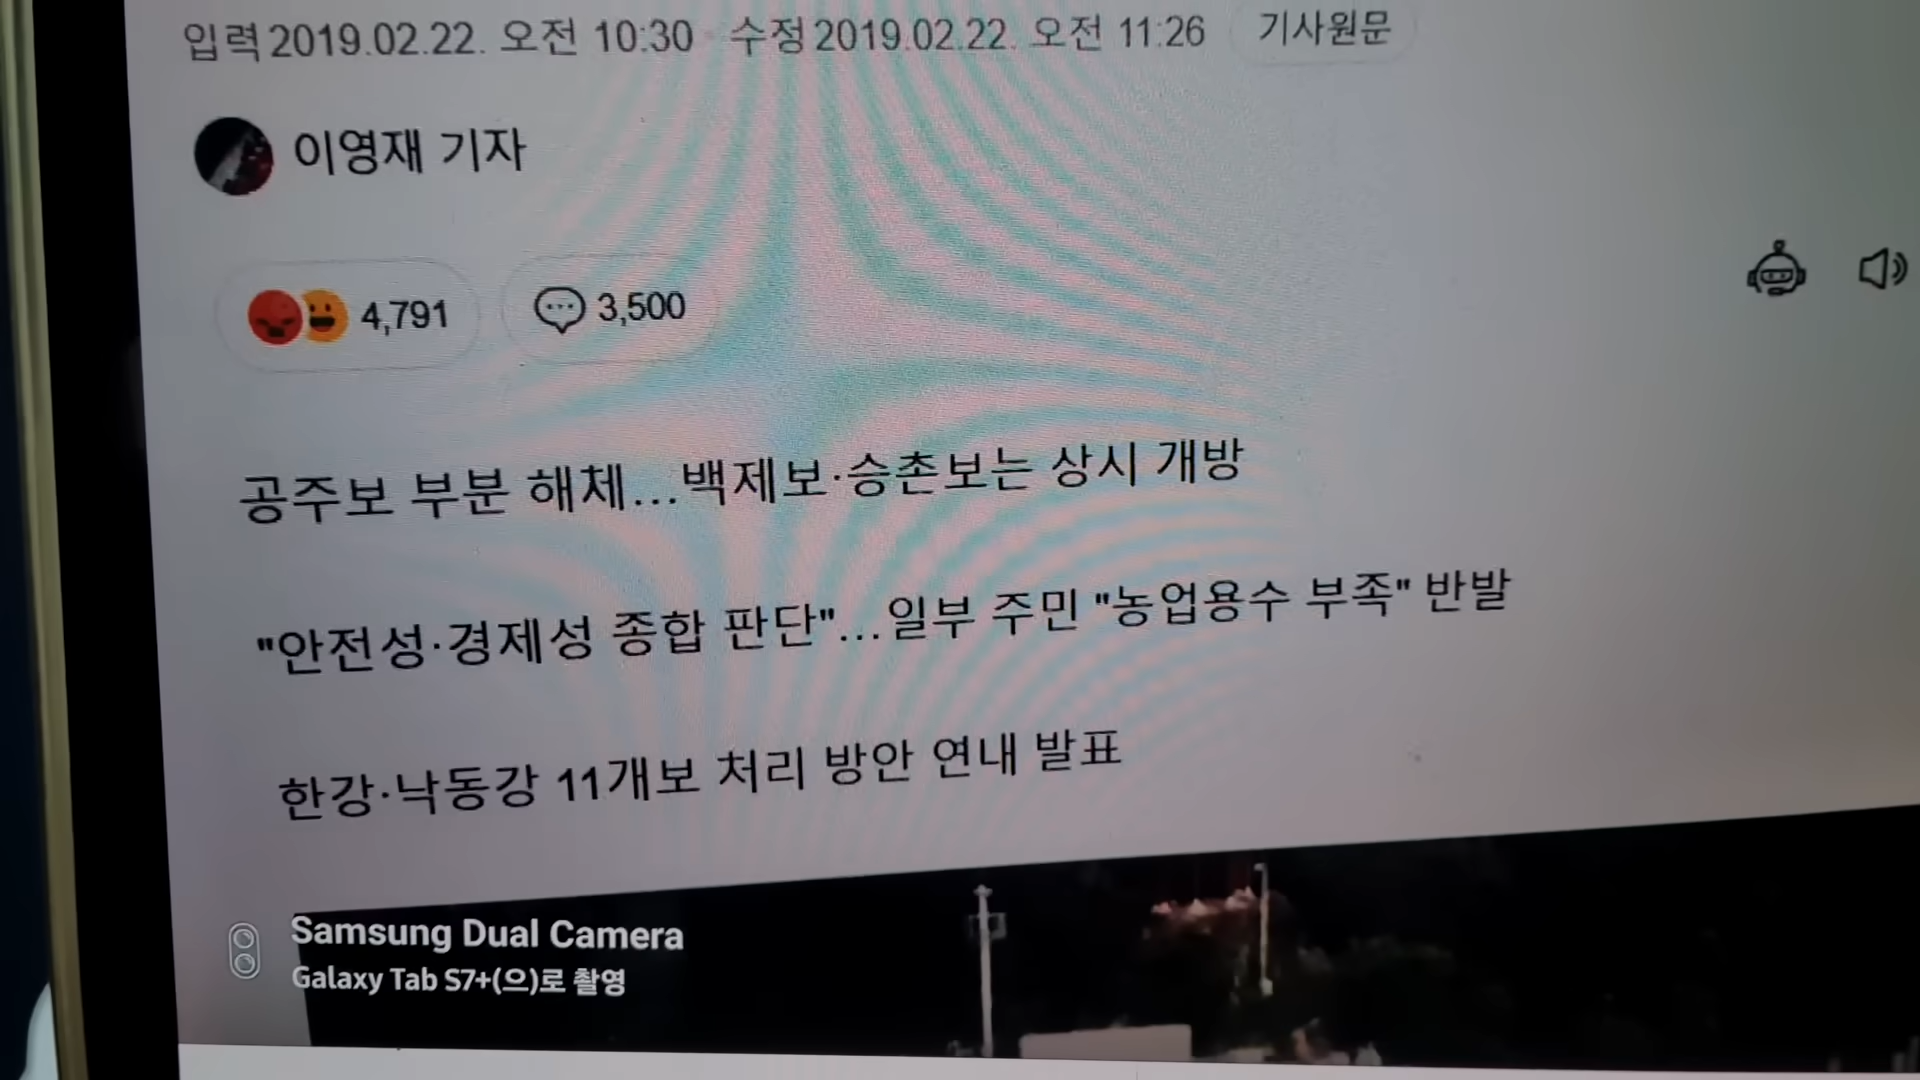 입력 2019.02.22. 오전 10:30 수정 2019.02.22. 오전 11:26 기사원문
이영재 기자
4,791 3,500
공주보 부분 해체...백제보·승촌보는 상시 개방
"안전성·경제성 종합 판단"...일부 주민 "농업용수 부족" 반발
한강·낙동강 11개보 처리 방안 연내 발표
Samsung Dual Camera
Galaxy Tab S7+(으)로 촬영